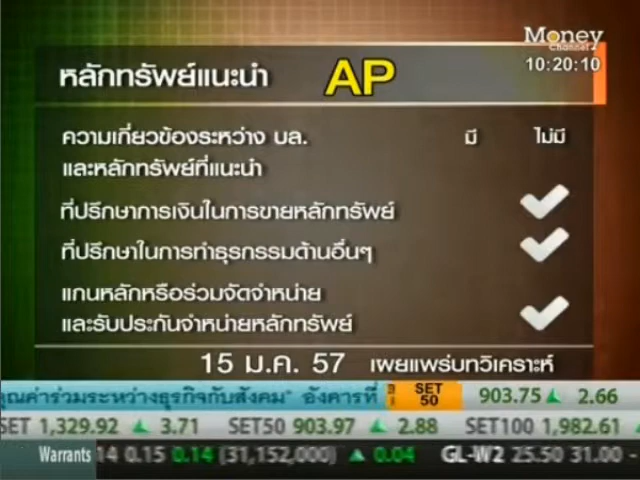 Money
Channel
10:20:10
หลักทรัพย์แนะนำ AP
ความเกี่ยวข้องระหว่าง บล. มี ไม่มี
และหลักทรัพย์ที่แนะนำ
ที่ปรึกษาการเงินในการขายหลักทรัพย์
ที่ปรึกษาในการทำธุรกรรมด้านอื่นๆ
แกนหลักหรือร่วมจัดจำหน่าย
และรับประกันจำหน่ายหลักทรัพย์
15 ม.ค. 57 เผยแพร่บทวิเคราะห์
คุณค่าร่วมระหว่างธุรกิจกับสังคม" อังคารที่ SET 50 903.75 ▲ 2.66
SET 1,329.92 ▲ 3.71 SET50 903.97 ▲ 2.88 SET100 1,982.61 ▲
Warrants 14 0.15 0.14 (31,152,000) ▲ 0.04 GL-W2 25.50 31.00 -